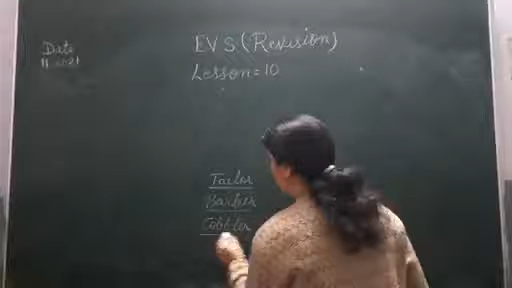 Date
EVS (Revision)
Lesson = 10
Tailor
Barber
Cobbler